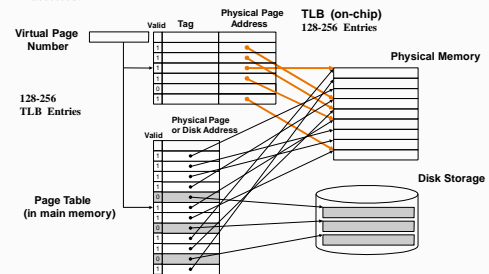 Physical Page
Address
Valid
Tag
TLB (on-chip)
128-256 Entries
Virtual Page
Number
1
1
1
1
0
1
Physical Memory
128-256
TLB Entries
Physical Page
or Disk Address
Valid
1
1
1
1
0
1
1
0
1
1
0
1
Page Table
(in main memory)
Disk Storage